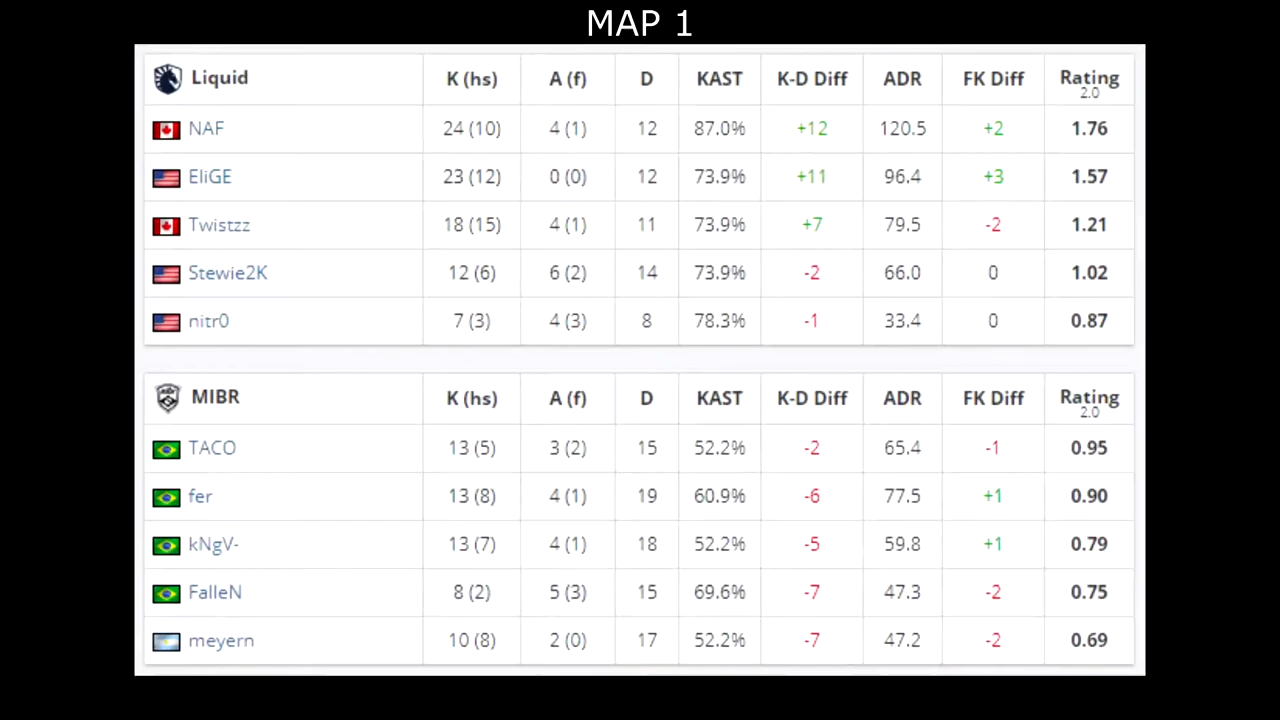 MAP 1
Liquid K (hs) A (f) D KAST K-D Diff ADR FK Diff Rating 2.0
NAF 24 (10) 4 (1) 12 87.0% +12 120.5 +2 1.76
EliGE 23 (12) 0 (0) 12 73.9% +11 96.4 +3 1.57
Twistzz 18 (15) 4 (1) 11 73.9% +7 79.5 -2 1.21
Stewie2K 12 (6) 6 (2) 14 73.9% -2 66.0 0 1.02
nitr0 7 (3) 4 (3) 8 78.3% -1 33.4 0 0.87
MIBR K (hs) A (f) D KAST K-D Diff ADR FK Diff Rating 2.0
TACO 13 (5) 3 (2) 15 52.2% -2 65.4 -1 0.95
fer 13 (8) 4 (1) 19 60.9% -6 77.5 +1 0.90
kNgV- 13 (7) 4 (1) 18 52.2% -5 59.8 +1 0.79
FalleN 8 (2) 5 (3) 15 69.6% -7 47.3 -2 0.75
meyern 10 (8) 2 (0) 17 52.2% -7 47.2 -2 0.69